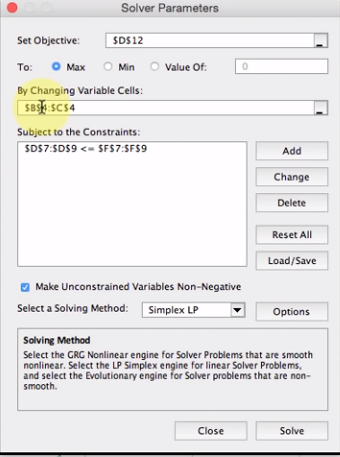 Solver Parameters
Set Objective: $D$12
To: Max Min Value Of: 0
By Changing Variable Cells:
$B$4:$C$4
Subject to the Constraints:
$D$7:$D$9 <= $F$7:$F$9
Add
Change
Delete
Reset All
Load/Save
Make Unconstrained Variables Non-Negative
Select a Solving Method: Simplex LP Options
Solving Method
Select the GRG Nonlinear engine for Solver Problems that are smooth
nonlinear. Select the LP Simplex engine for linear Solver Problems,
and select the Evolutionary engine for Solver problems that are non-
smooth.
Close Solve